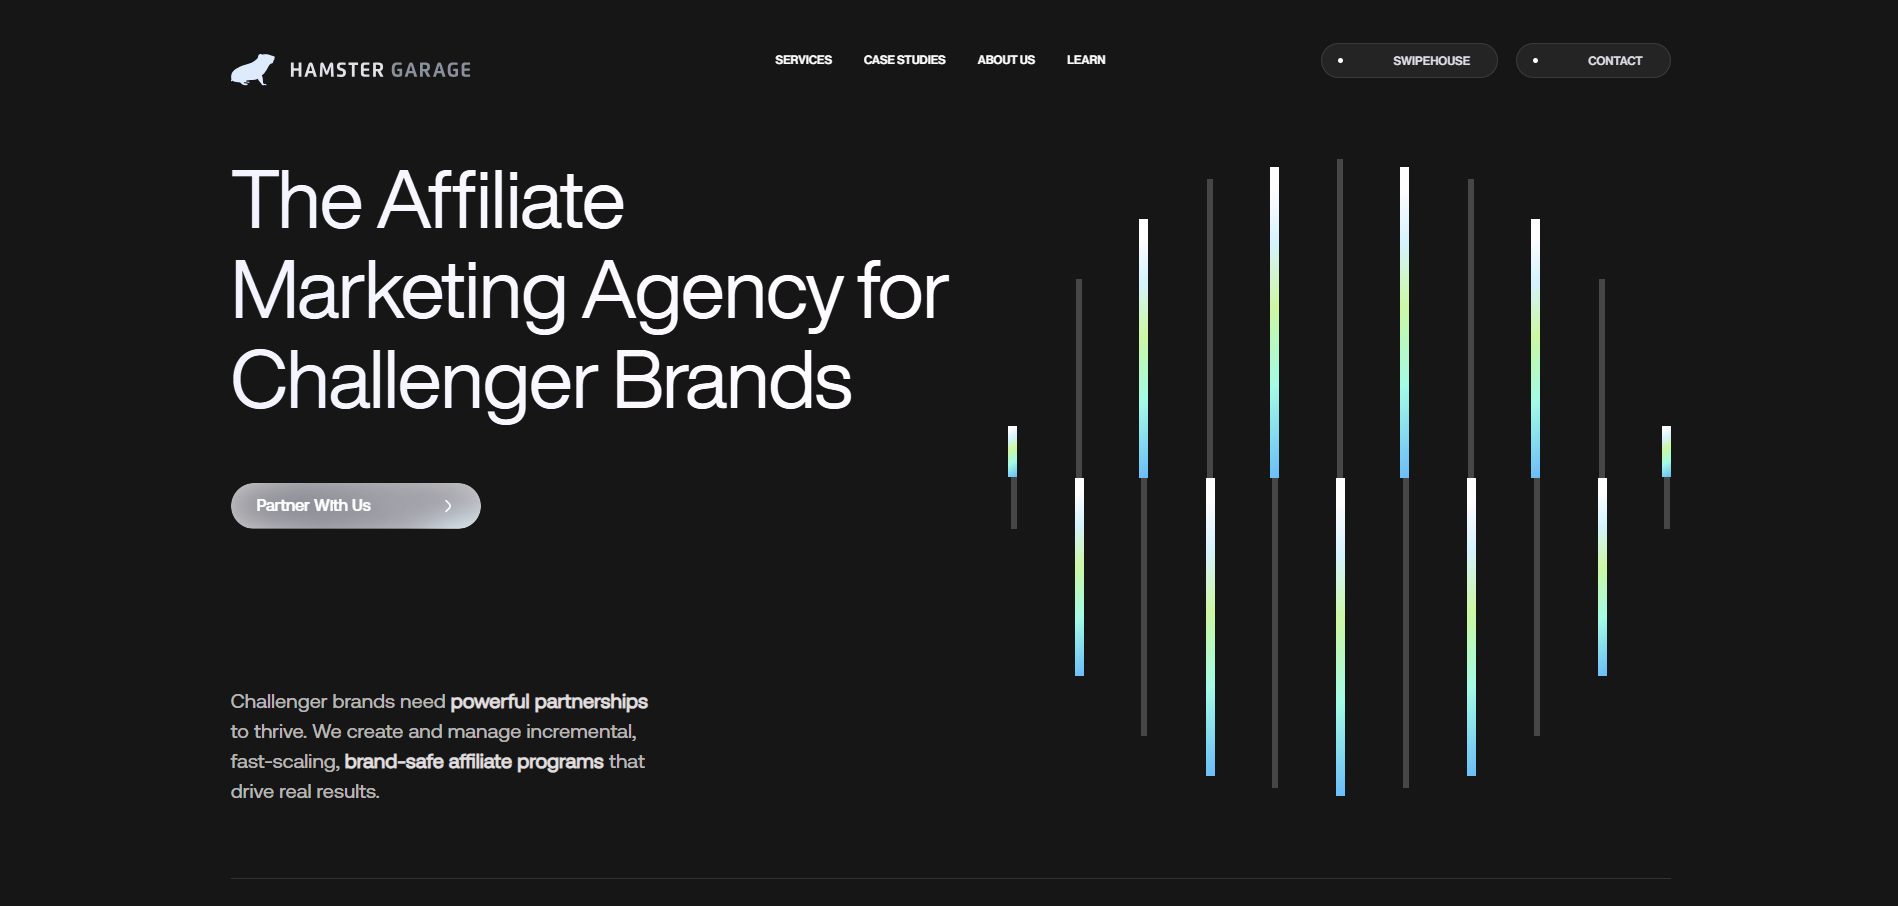 HAMSTER GARAGE
SERVICES
CASE STUDIES
ABOUT US
LEARN
SWIPEHOUSE
CONTACT
The Affiliate
Marketing Agency for
Challenger Brands
Partner With Us
Challenger brands need powerful partnerships
to thrive. We create and manage incremental,
fast-scaling, brand-safe affiliate programs that
drive real results.